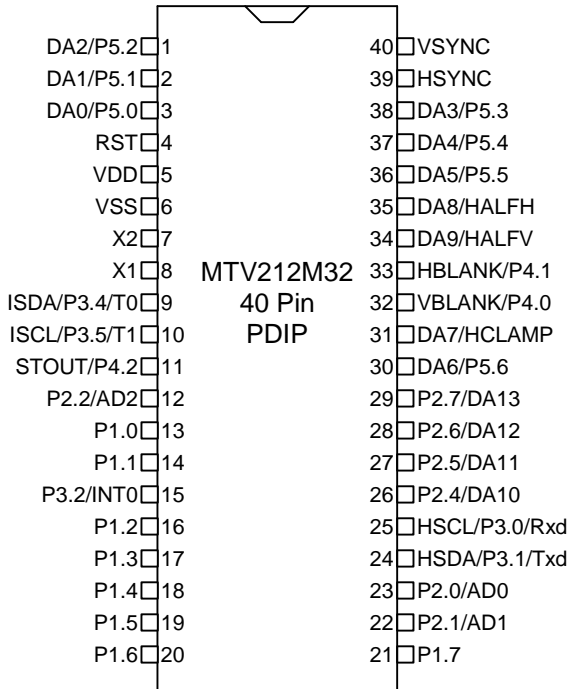 DA2/P5.2 1 40 VSYNC
DA1/P5.1 2 39 HSYNC
DA0/P5.0 3 38 DA3/P5.3
RST 4 37 DA4/P5.4
VDD 5 36 DA5/P5.5
VSS 6 35 DA8/HALFH
X2 7 34 DA9/HALFV
X1 8 MTV212M32 33 HBLANK/P4.1
ISDA/P3.4/T0 9 40 Pin 32 VBLANK/P4.0
ISCL/P3.5/T1 10 PDIP 31 DA7/HCLAMP
STOUT/P4.2 11 30 DA6/P5.6
P2.2/AD2 12 29 P2.7/DA13
P1.0 13 28 P2.6/DA12
P1.1 14 27 P2.5/DA11
P3.2/INT0 15 26 P2.4/DA10
P1.2 16 25 HSCL/P3.0/Rxd
P1.3 17 24 HSDA/P3.1/Txd
P1.4 18 23 P2.0/AD0
P1.5 19 22 P2.1/AD1
P1.6 20 21 P1.7